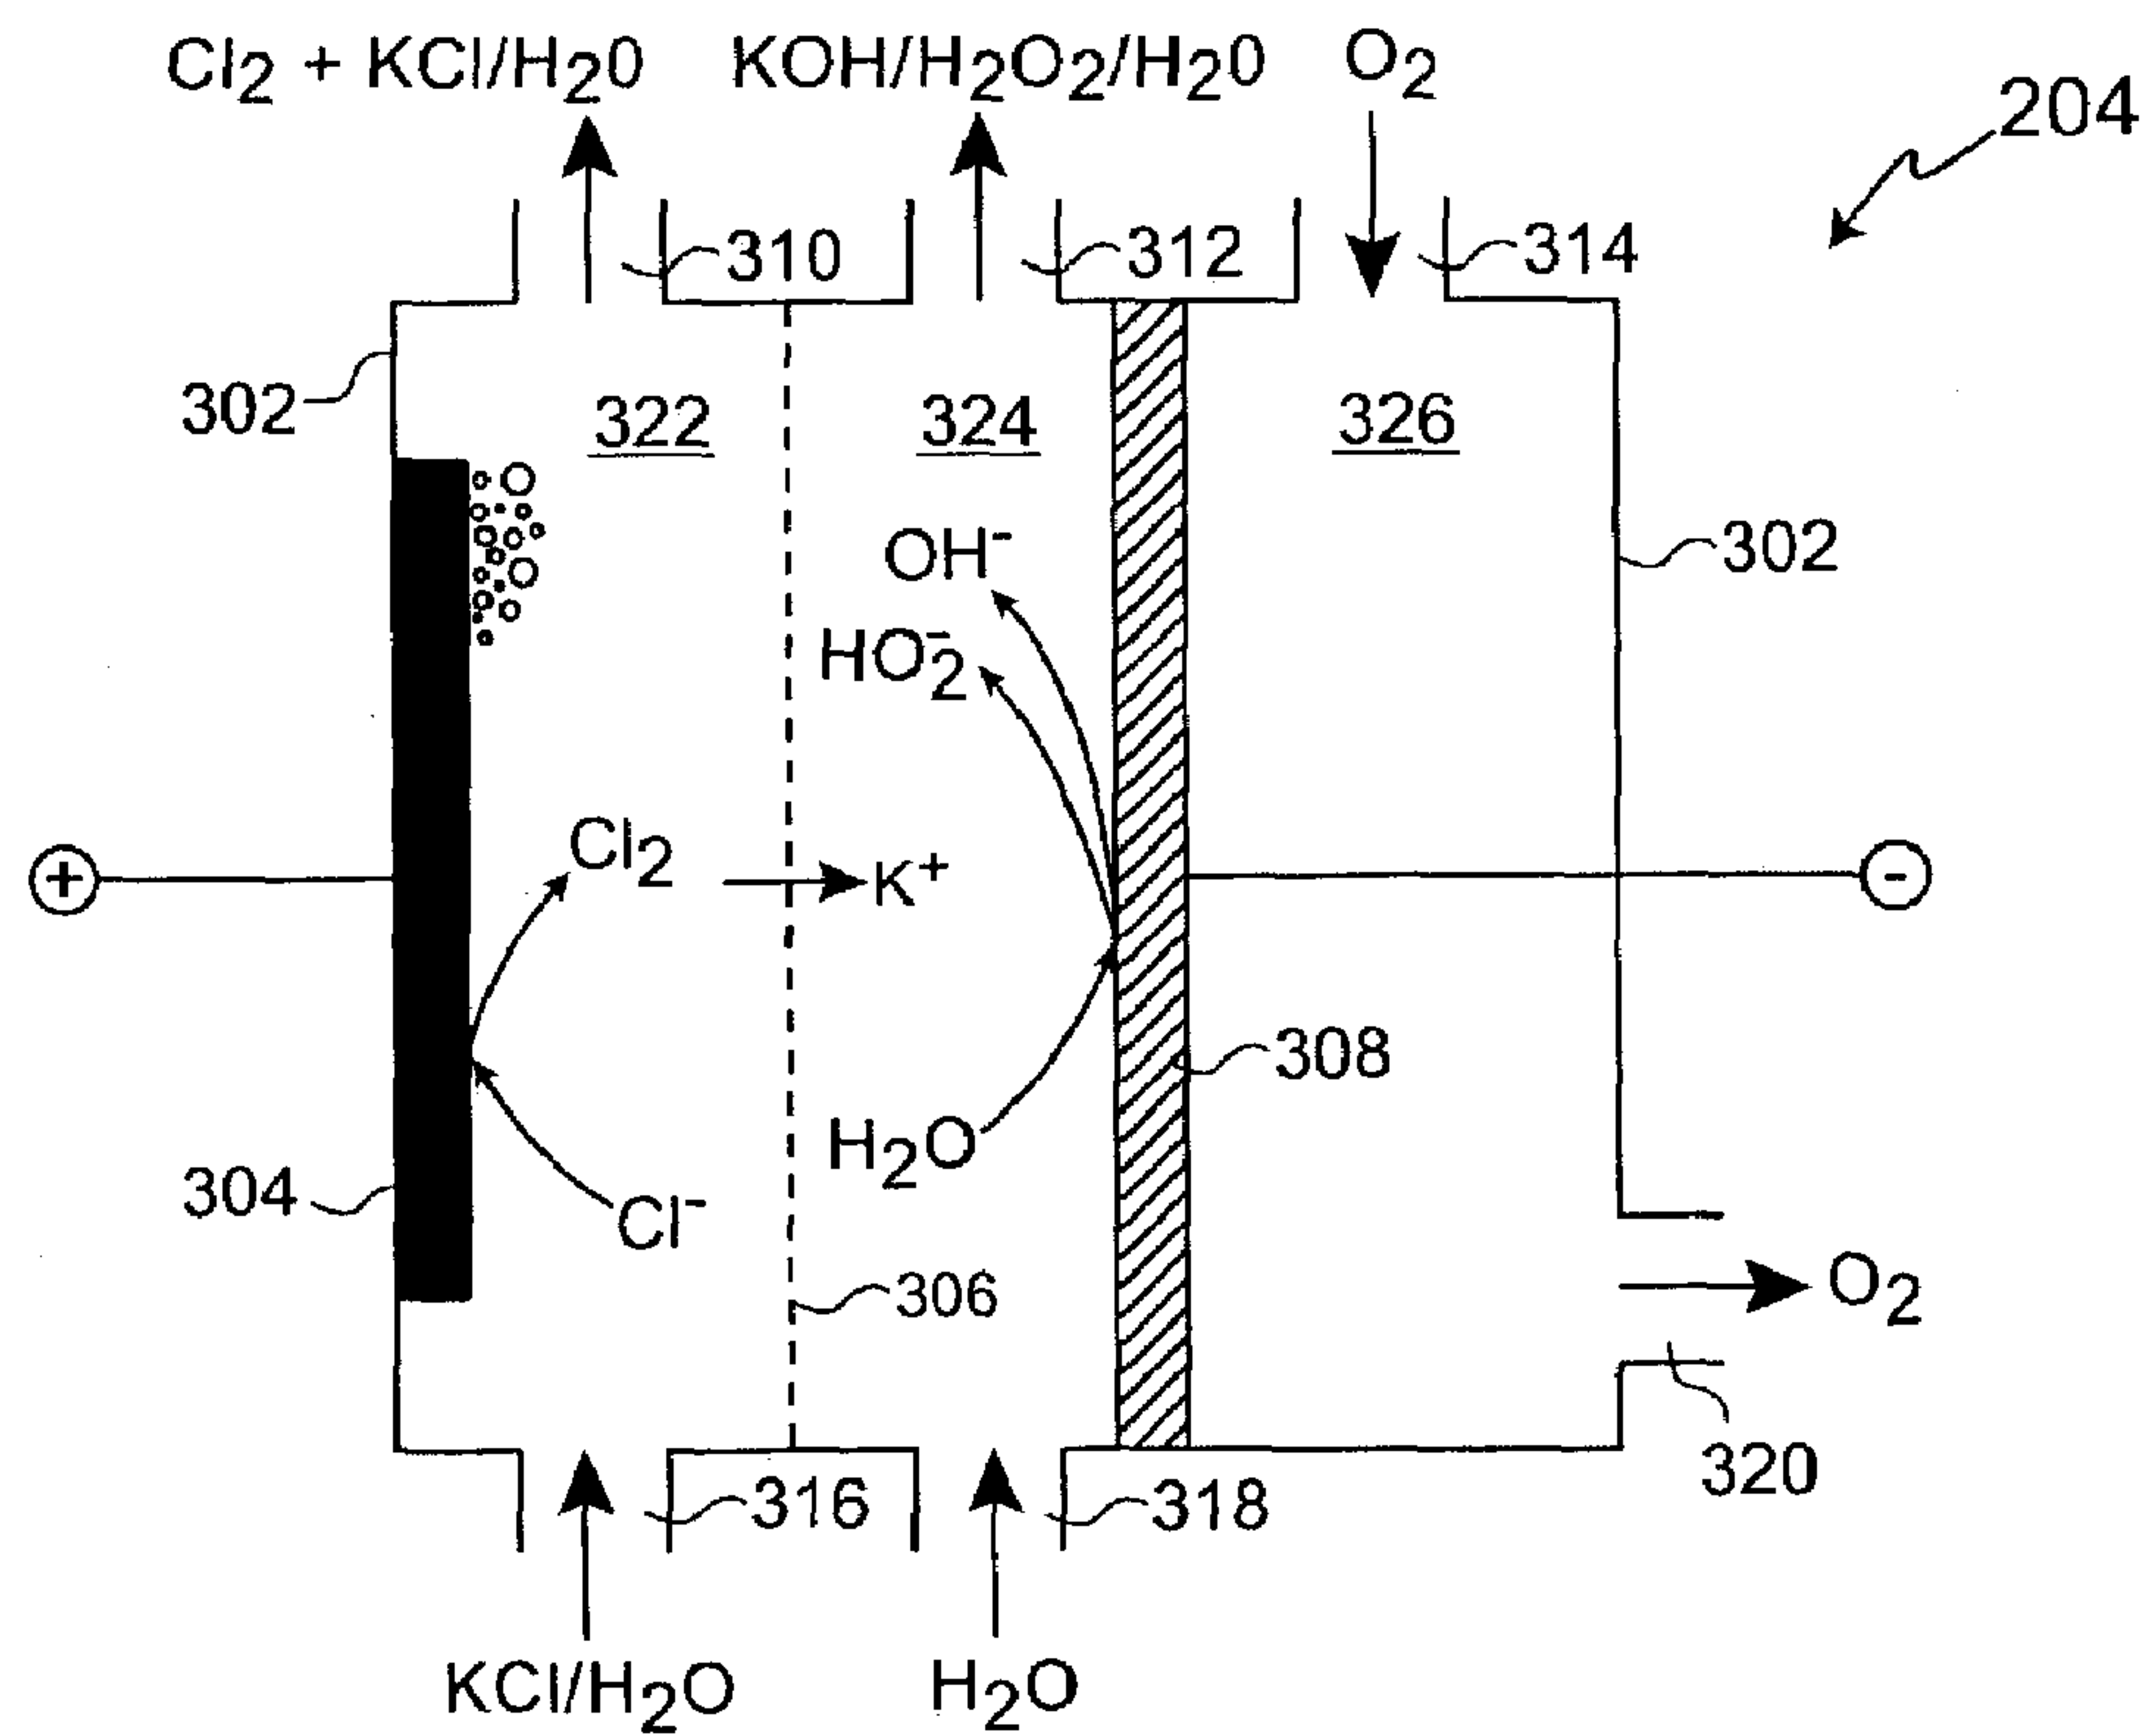 Cl2 + KCl/H20 KOH/H2O2/H20 O2
204
310 312 314
302
322 324 326
OH-
302
HO2-
Cl2
K+
+
-
308
H2O
304
Cl-
306
O2
320
316 318
KCl/H2O H2O